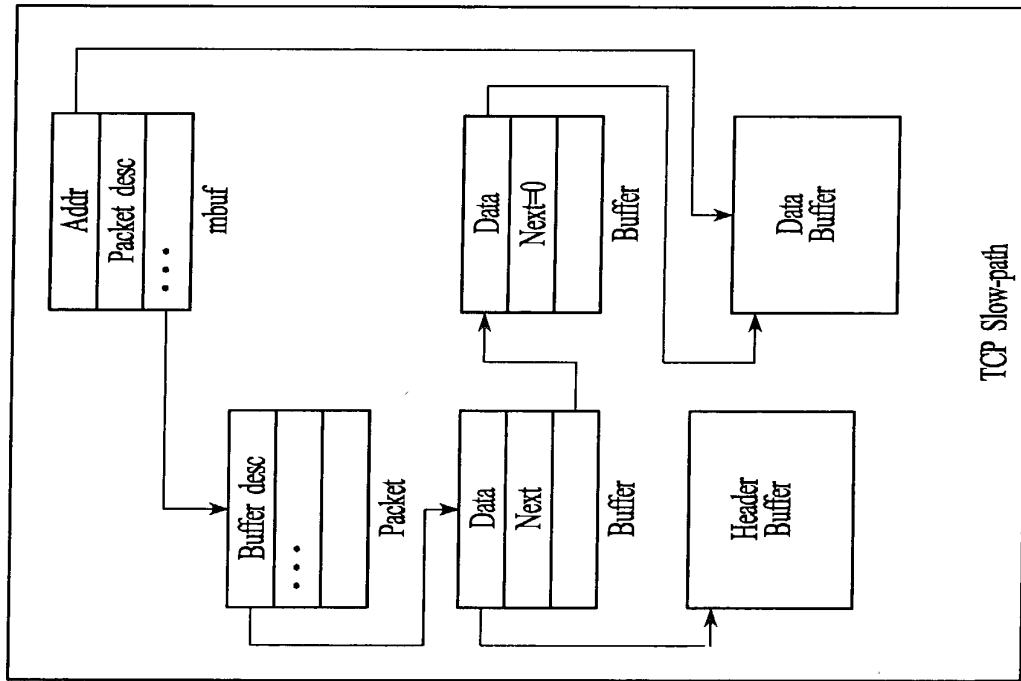 Addr
Packet desc
...
mbuf
Buffer desc
...
Packet
Data
Next
Buffer
Data
Next=0
Buffer
Header
Buffer
Data
Buffer
TCP Slow-path